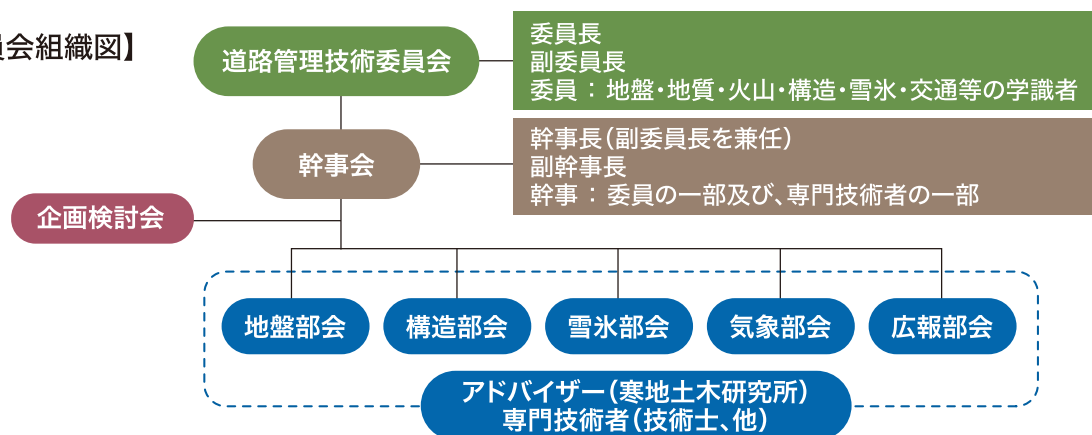 会組織図】
道路管理技術委員会
委員長
副委員長
委員 : 地盤・地質・火山・構造・雪氷・交通等の学識者
幹事会
幹事長(副委員長を兼任)
副幹事長
幹事 : 委員の一部及び、専門技術者の一部
企画検討会
地盤部会
構造部会
雪氷部会
気象部会
広報部会
アドバイザー(寒地土木研究所)
専門技術者(技術士、他)